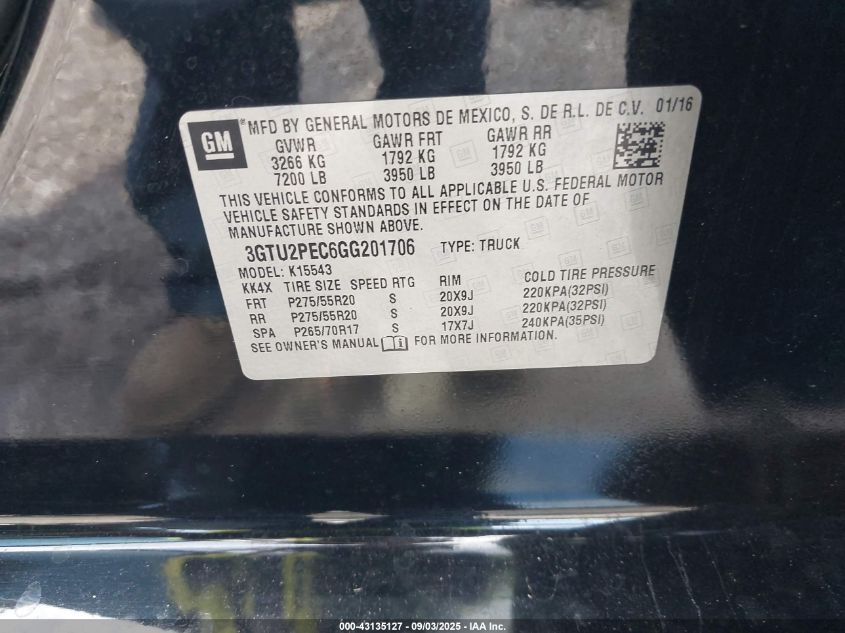 GM
® MFD BY GENERAL MOTORS DE MEXICO, S. DE R.L. DE C.V. 01/16
GVWR GAWR FRT GAWR RR
3266 KG 1792 KG 1792 KG
7200 LB 3950 LB 3950 LB
THIS VEHICLE CONFORMS TO ALL APPLICABLE U.S. FEDERAL MOTOR
VEHICLE SAFETY STANDARDS IN EFFECT ON THE DATE OF
MANUFACTURE SHOWN ABOVE.
3GTU2PEC6GG201706 TYPE: TRUCK
MODEL: K15543
KK4X TIRE SIZE SPEED RTG RIM COLD TIRE PRESSURE
FRT P275/55R20 S 20X9J 220KPA(32PSI)
RR P275/55R20 S 20X9J 220KPA(32PSI)
SPA P265/70R17 S 17X7J 240KPA(35PSI)
SEE OWNER'S MANUAL FOR MORE INFORMATION.
000-43135127 - 09/03/2025 - IAA Inc.